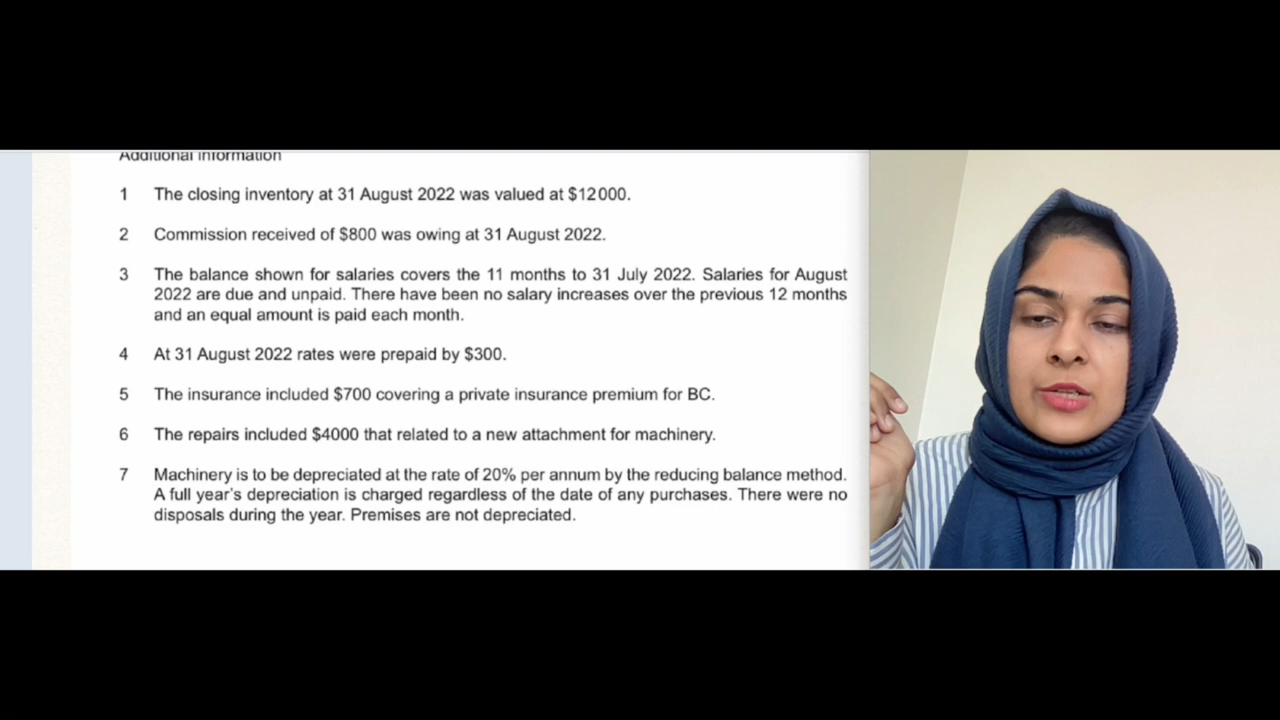 Additional information
1 The closing inventory at 31 August 2022 was valued at $12000.
2 Commission received of $800 was owing at 31 August 2022.
3 The balance shown for salaries covers the 11 months to 31 July 2022. Salaries for August
2022 are due and unpaid. There have been no salary increases over the previous 12 months
and an equal amount is paid each month.
4 At 31 August 2022 rates were prepaid by $300.
5 The insurance included $700 covering a private insurance premium for BC.
6 The repairs included $4000 that related to a new attachment for machinery.
7 Machinery is to be depreciated at the rate of 20% per annum by the reducing balance method.
A full year's depreciation is charged regardless of the date of any purchases. There were no
disposals during the year. Premises are not depreciated.